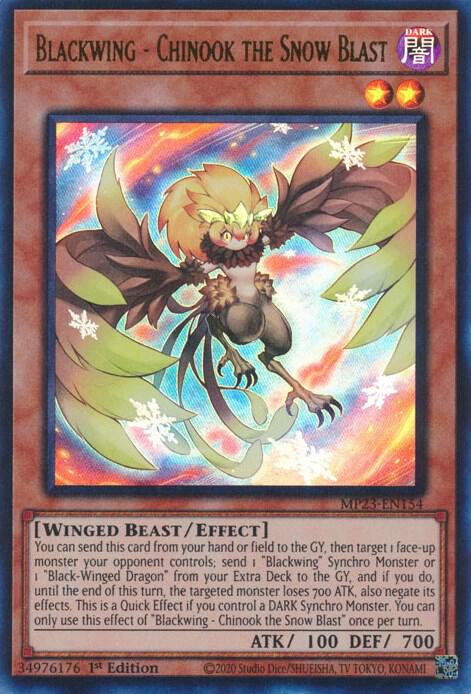 BLACKWING - CHINOOK THE SNOW BLAST
DARK
闇
MP23-EN154
[WINGED BEAST/EFFECT]
You can send this card from your hand or field to the GY, then target 1 face-up
monster your opponent controls; send 1 "Blackwing" Synchro Monster or
1 "Black-Winged Dragon" from your Extra Deck to the GY, and if you do,
until the end of this turn, the targeted monster loses 700 ATK, also negate its
effects. This is a Quick Effect if you control a DARK Synchro Monster. You can
only use this effect of "Blackwing - Chinook the Snow Blast" once per turn.
ATK/ 100 DEF/ 700
34976176 1st Edition ©2020 Studio Dice/SHUEISHA, TV TOKYO, KONAMI